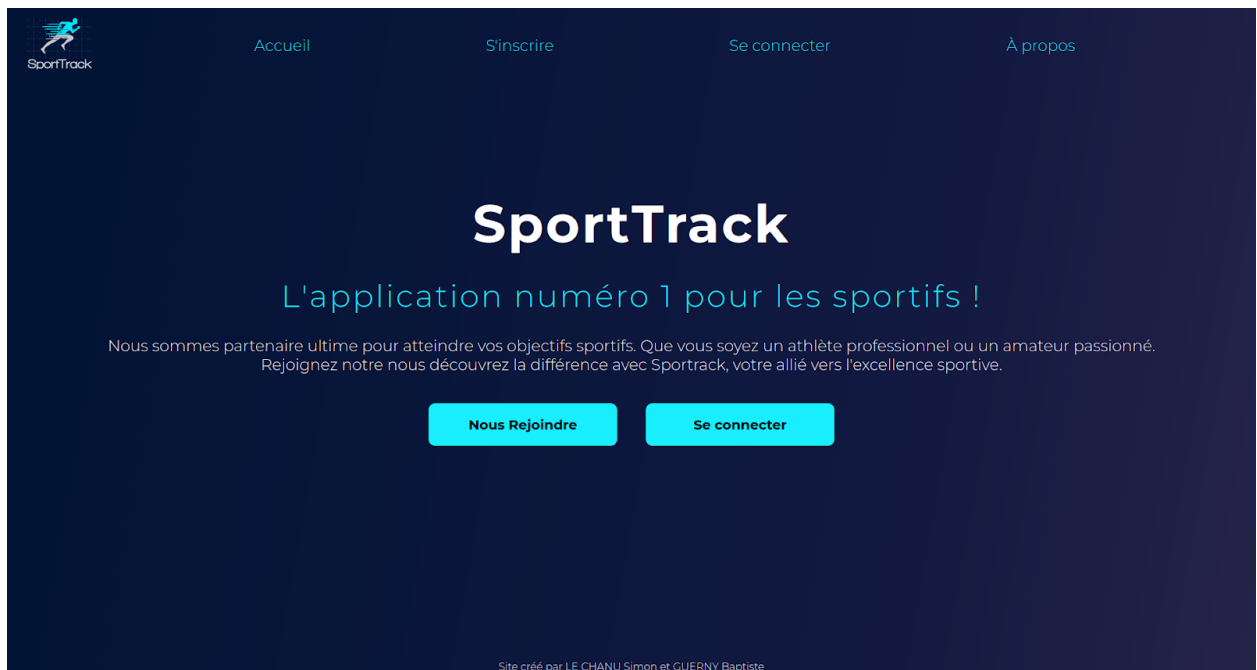 SportTrack
Accueil
S'inscrire
Se connecter
À propos
SportTrack
L'application numéro 1 pour les sportifs !
Nous sommes partenaire ultime pour atteindre vos objectifs sportifs. Que vous soyez un athlète professionnel ou un amateur passionné.
Rejoignez notre nous découvrez la différence avec Sportrack, votre allié vers l'excellence sportive.
Nous Rejoindre
Se connecter
Site créé par LE CHANU Simon et GUERNY Baptiste